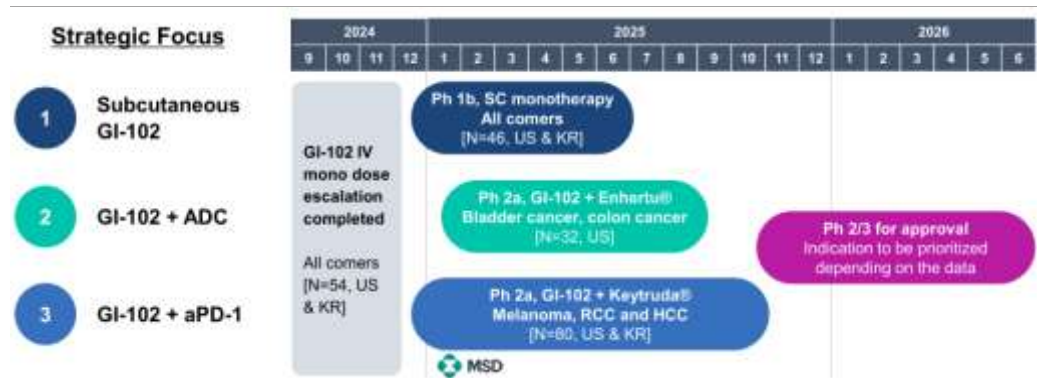 Strategic Focus
2024 2025 2026
9 10 11 12 1 2 3 4 5 6 7 8 9 10 11 12 1 2 3 4 5 6
1
Subcutaneous
GI-102
2
GI-102 + ADC
3
GI-102 + aPD-1
GI-102 IV
mono dose
escalation
completed
All comers
[N=54, US
& KR]
Ph 1b, SC monotherapy
All comers
[N=46, US & KR]
Ph 2a, GI-102 + Enhertu®
Bladder cancer, colon cancer
[N=32, US]
Ph 2a, GI-102 + Keytruda®
Melanoma, RCC and HCC
[N=80, US & KR]
MSD
Ph 2/3 for approval
Indication to be prioritized
depending on the data